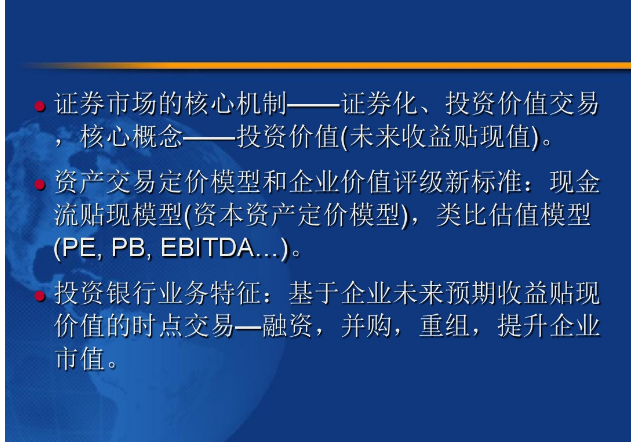 证券市场的核心机制——证券化、投资价值交易
，核心概念——投资价值(未来收益贴现值)。
资产交易定价模型和企业价值评级新标准：现金
流贴现模型(资本资产定价模型)，类比估值模型
(PE, PB, EBITDA…)。
投资银行业务特征：基于企业未来预期收益贴现
价值的时点交易—融资，并购，重组，提升企业
市值。